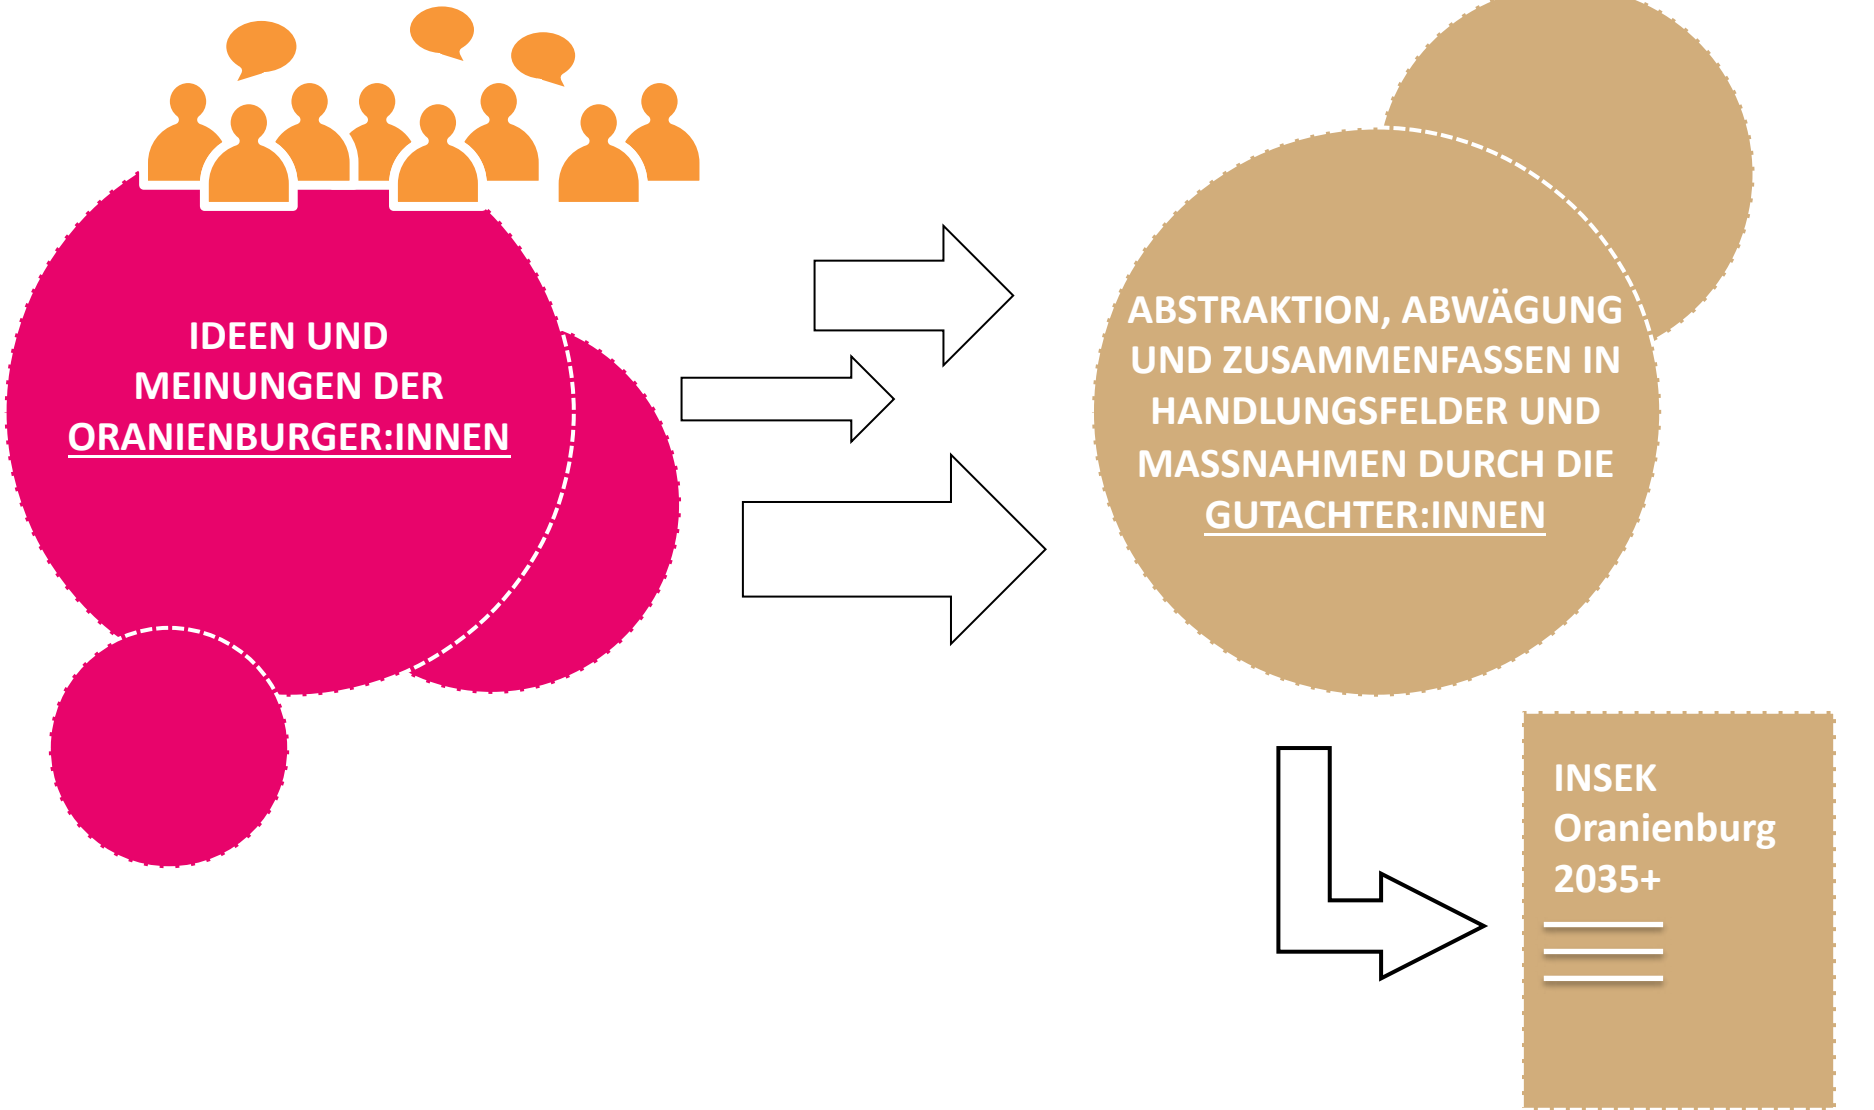 IDEEN UND
MEINUNGEN DER
ORANIENBURGER:INNEN
ABSTRAKTION, ABWÄGUNG
UND ZUSAMMENFASSEN IN
HANDLUNGSFELDER UND
MASSNAHMEN DURCH DIE
GUTACHTER:INNEN
INSEK
Oranienburg
2035+